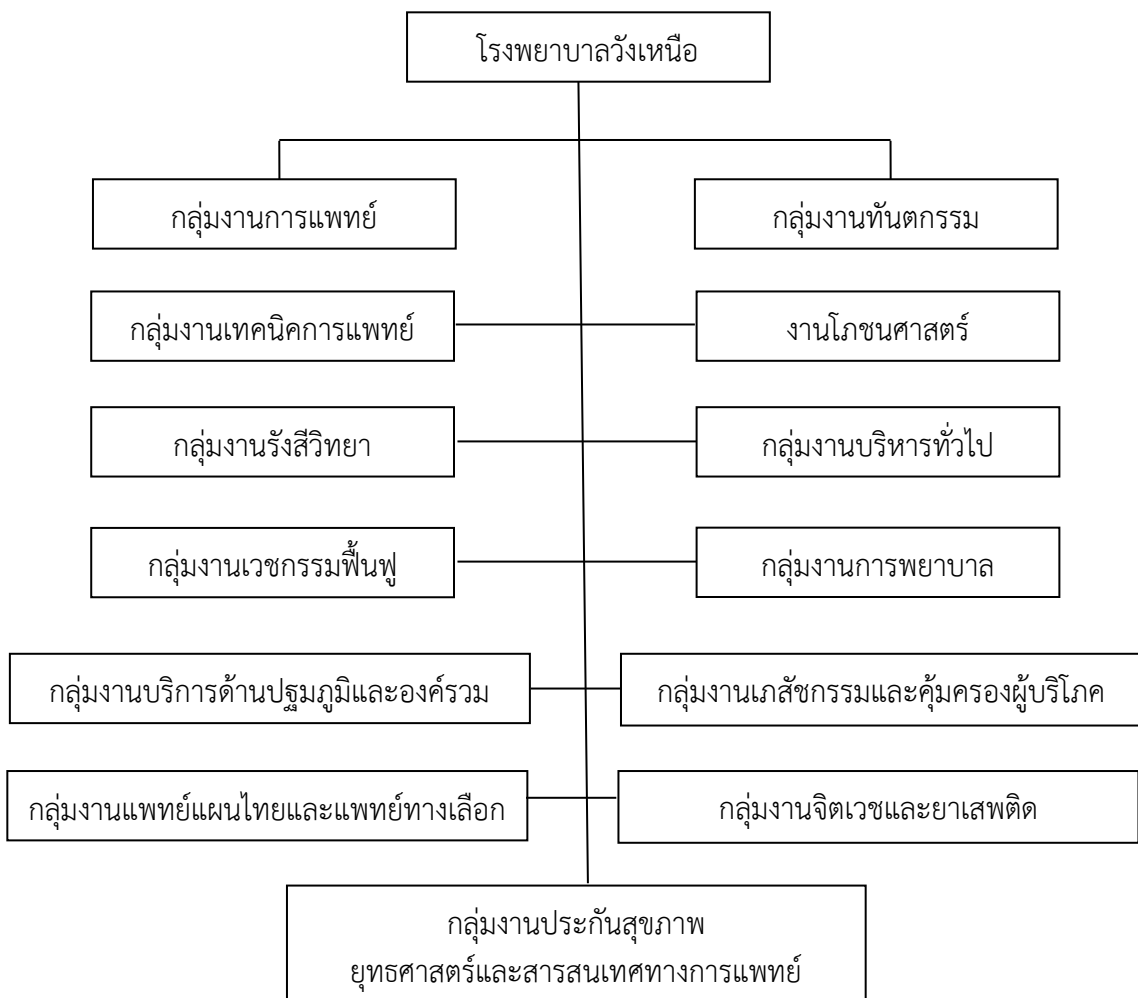 โรงพยาบาลวังเหนือ
กลุ่มงานการแพทย์
กลุ่มงานทันตกรรม
กลุ่มงานเทคนิคการแพทย์
งานโภชนศาสตร์
กลุ่มงานรังสีวิทยา
กลุ่มงานบริหารทั่วไป
กลุ่มงานเวชกรรมฟื้นฟู
กลุ่มงานการพยาบาล
กลุ่มงานบริการด้านปฐมภูมิและองค์รวม
กลุ่มงานเภสัชกรรมและคุ้มครองผู้บริโภค
กลุ่มงานแพทย์แผนไทยและแพทย์ทางเลือก
กลุ่มงานจิตเวชและยาเสพติด
กลุ่มงานประกันสุขภาพ
ยุทธศาสตร์และสารสนเทศทางการแพทย์